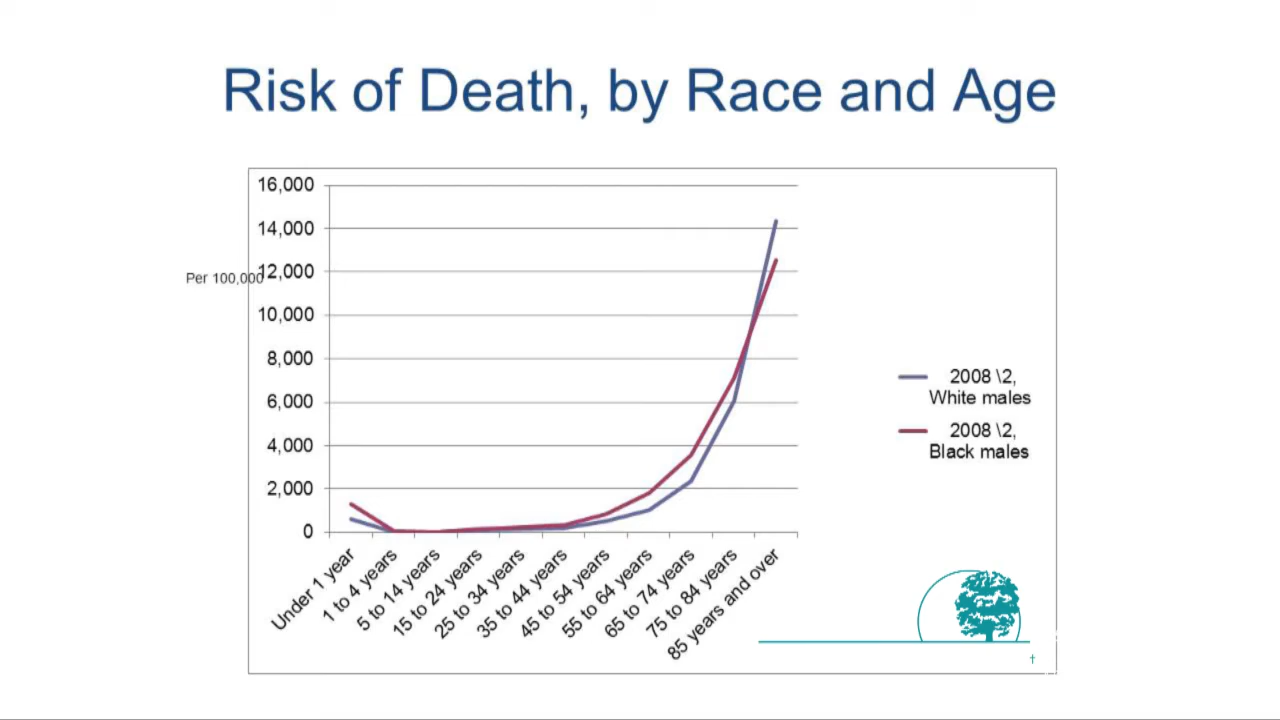 Risk of Death, by Race and Age
16,000
14,000
Per 100,000
12,000
10,000
8,000
6,000
4,000
2,000
0
Under 1 year
1 to 4 years
5 to 14 years
15 to 24 years
25 to 34 years
35 to 44 years
45 to 54 years
55 to 64 years
65 to 74 years
75 to 84 years
85 years and over
2008 \2,
White males
2008 \2,
Black males
†